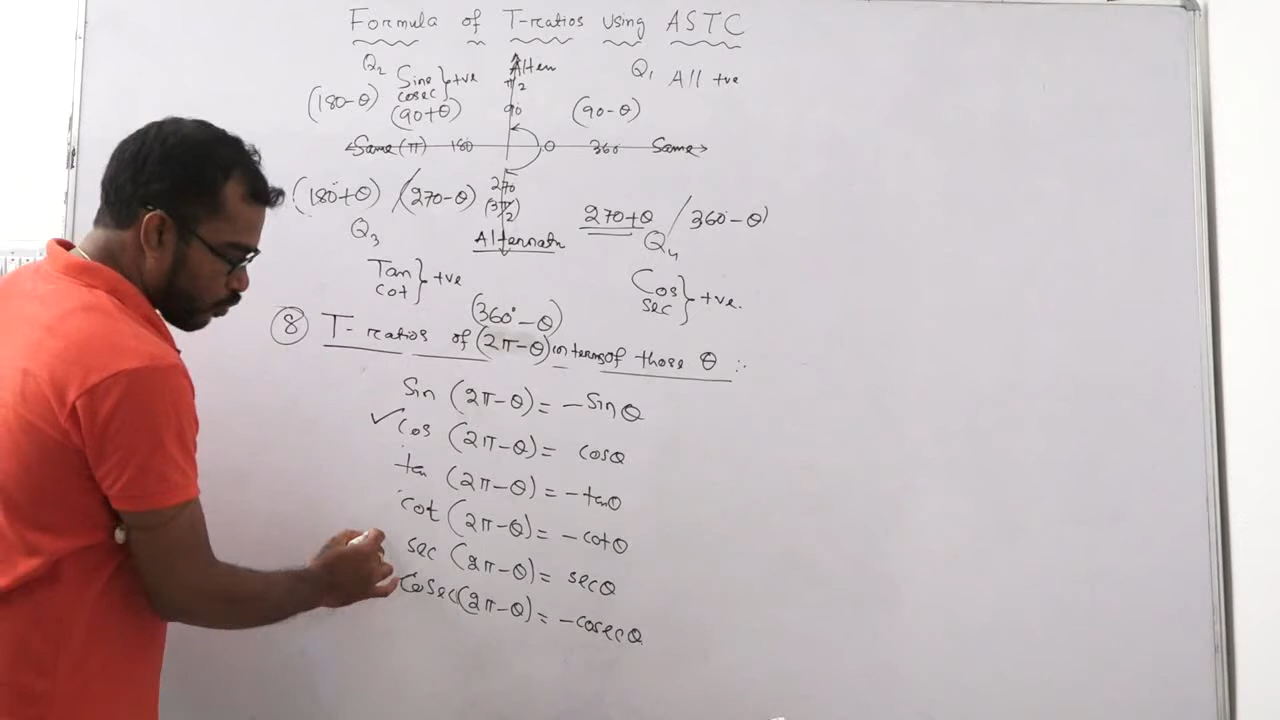 Formula of T-ratios using ASTC
Q2 Sine cosec } +ve
Altern
π/2
Q1 All +ve
(180-θ)
(90+θ)
90
(90-θ)
Same (π) 180
0 360 Same
(180+θ) / (270-θ)
270
(3π/2)
270+θ / 360°-θ)
Q3
Alternatn
Q4
Tan cot } +ve
Cos sec } +ve.
(360°-θ)
8 T-ratios of (2π-θ) in terms of those θ :
Sin (2π-θ) = -Sinθ
✓ Cos (2π-θ) = cosθ
tan (2π-θ) = -tanθ
cot (2π-θ) = -cotθ
sec (2π-θ) = secθ
Cosec (2π-θ) = -cosecθ